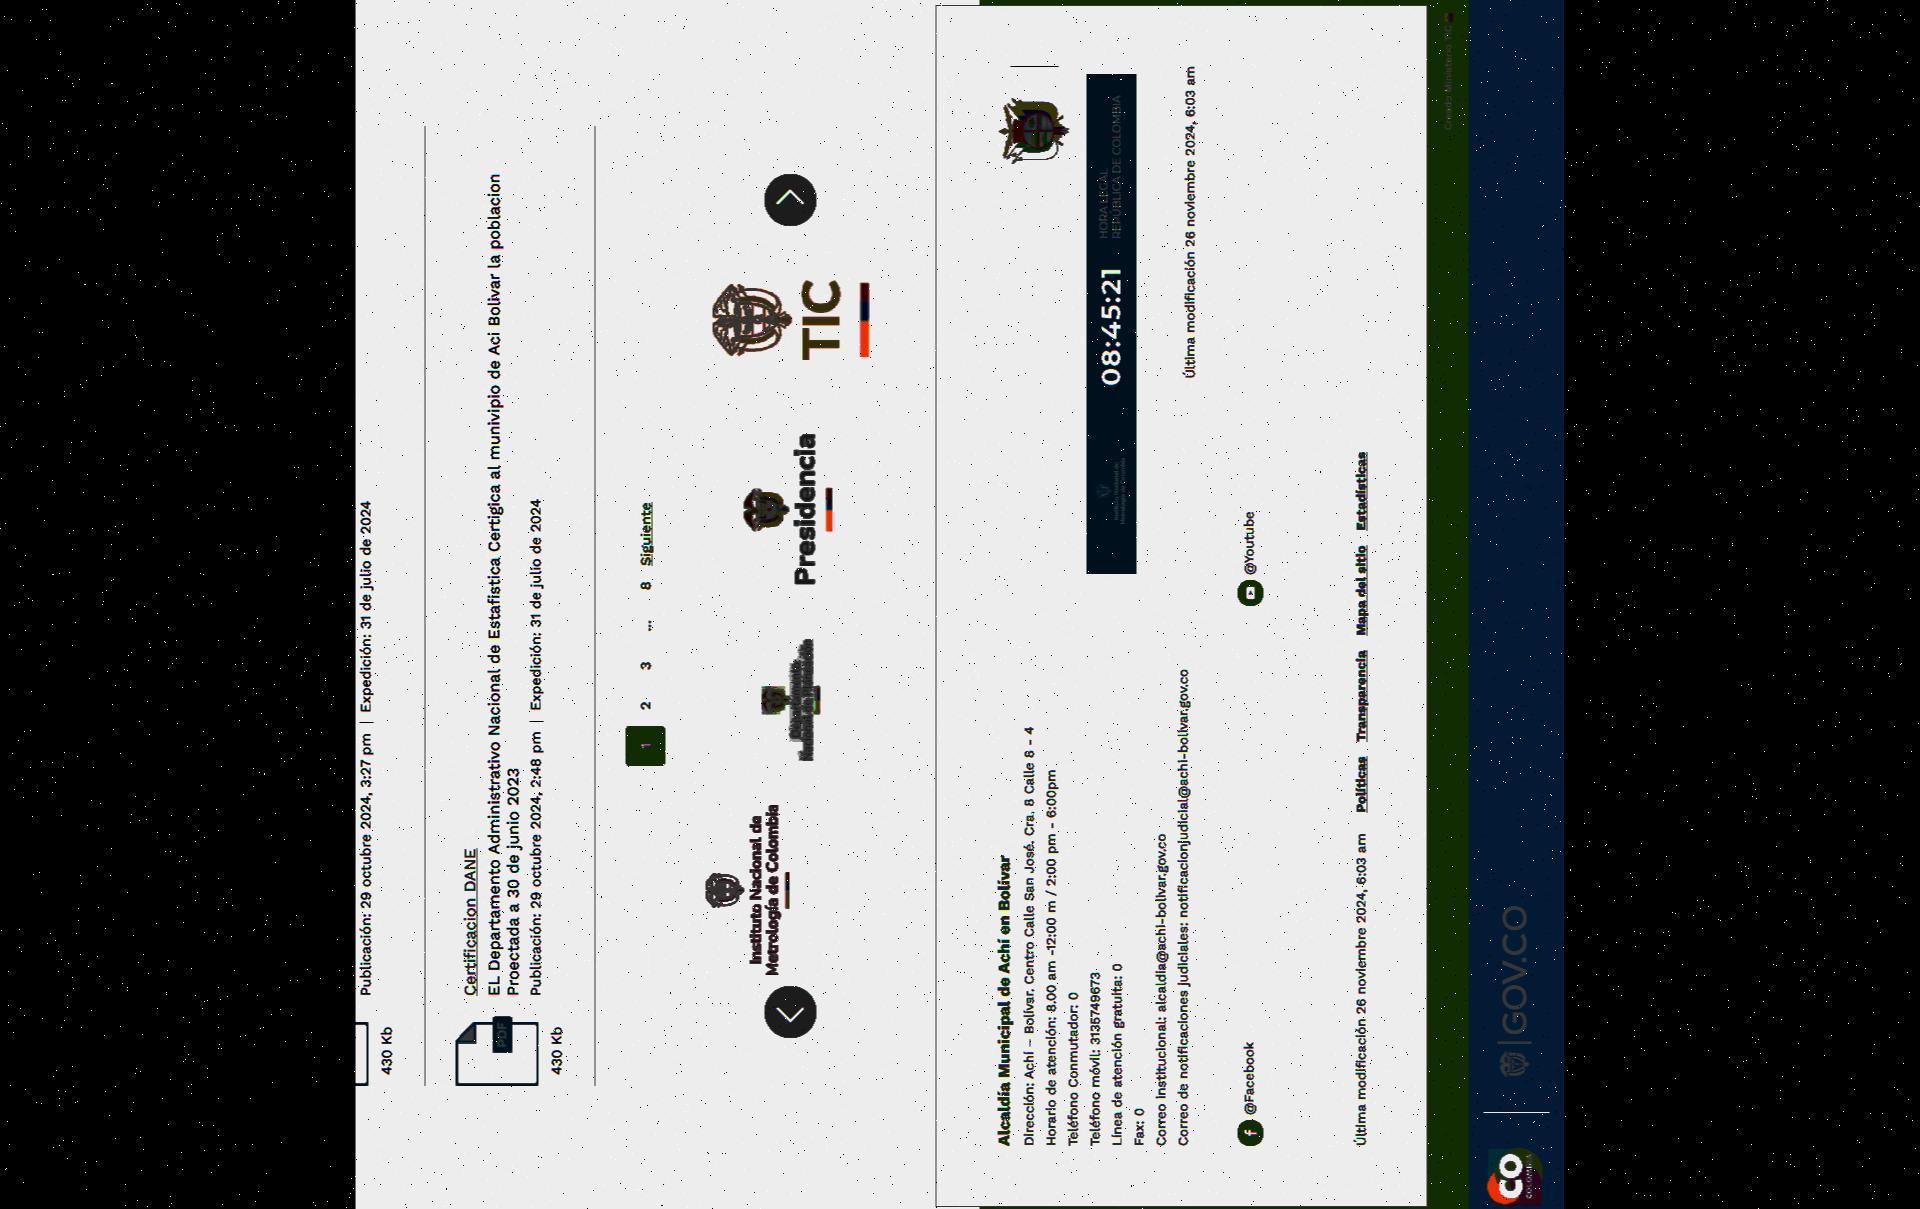 Publicación: 29 octubre 2024, 3:27 pm | Expedición: 31 de julio de 2024
430 Kb
Certificacion DANE
EL Departamento Administrativo Nacional de Estafistica Certigica al munivipio de Aci Bolivar la poblacion
Proectada a 30 de junio 2023
PDF
Publicación: 29 octubre 2024, 2:48 pm | Expedición: 31 de julio de 2024
430 Kb
1 2 3 ... 8 Siguiente
Instituto Nacional de
Metrología de Colombia
Presidencia
TIC
Alcaldía Municipal de Achí en Bolívar
Dirección: Achí – Bolívar. Centro Calle San José. Cra. 8 Calle 8 - 4
Horario de atención: 8.00 am -12:00 m / 2:00 pm - 6:00pm
Teléfono Conmutador: 0
Teléfono móvil: 3135749673
Línea de atención gratuita: 0
Fax: 0
Correo institucional: alcaldia@achi-bolivar.gov.co
Correo de notificaciones judiciales: notificacionjudicial@achi-bolivar.gov.co
08:45:21
HORA LEGAL
REPÚBLICA DE COLOMBIA
Última modificación 26 noviembre 2024, 6:03 am
@Facebook
@Youtube
Última modificación 26 noviembre 2024, 6:03 am Políticas Transparencia Mapa del sitio Estadísticas
CO
COLOMBIA
GOV.CO
Creado Ministerio TIC